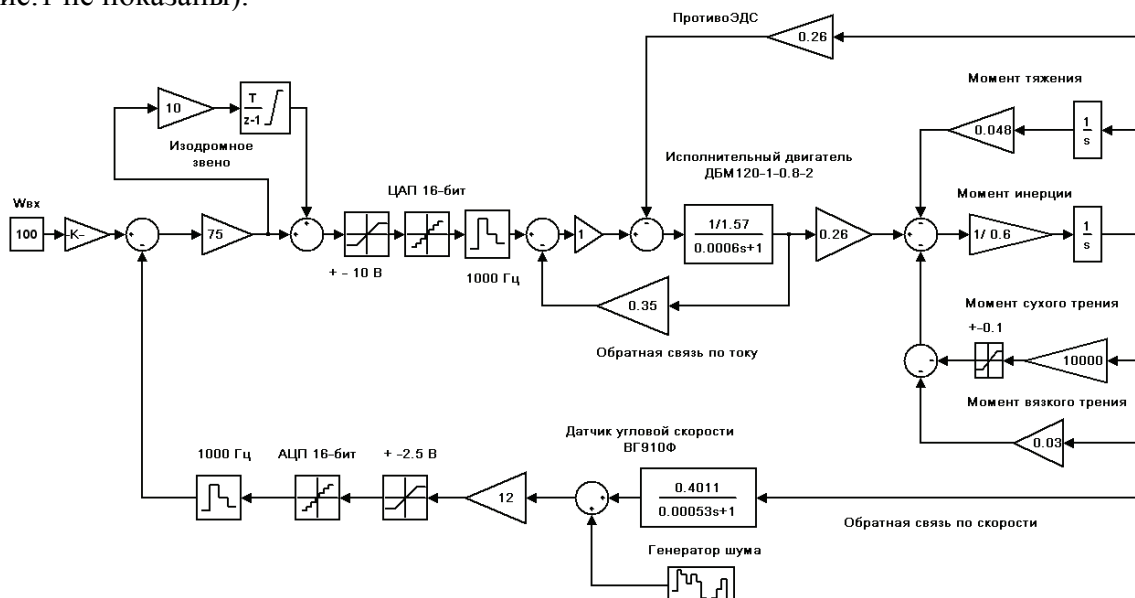 ис.1 не показаны).
ПротивоЭДС
0.26
Момент тяжения
0.048
1
s
10
T
z-1
Изодромное
звено
Исполнительный двигатель
ДБМ120-1-0.8-2
Момент инерции
Wвх
100
-K-
75
ЦАП 16-бит
+ - 10 В
1000 Гц
1
1/1.57
0.0006s+1
0.26
1/ 0.6
1
s
0.35
Обратная связь по току
Момент сухого трения
+-0.1
10000
Момент вязкого трения
0.03
Датчик угловой скорости
ВГ910Ф
1000 Гц
АЦП 16-бит
+ -2.5 В
12
0.4011
0.00053s+1
Обратная связь по скорости
Генератор шума